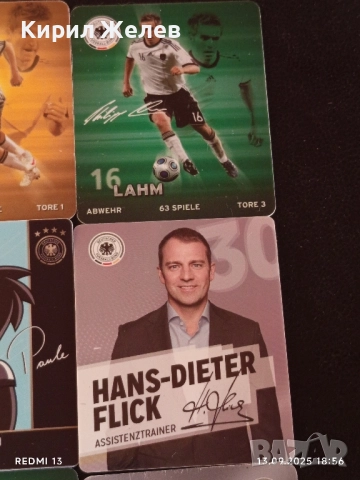 Кирил Желев
TORE 1
16
LAHM
16
ABWEHR 63 SPIELE TORE 3
Paule
30
HANS-DIETER
FLICK
ASSISTENZTRAINER
REDMI 13
13.09.2025 18:56
bazar